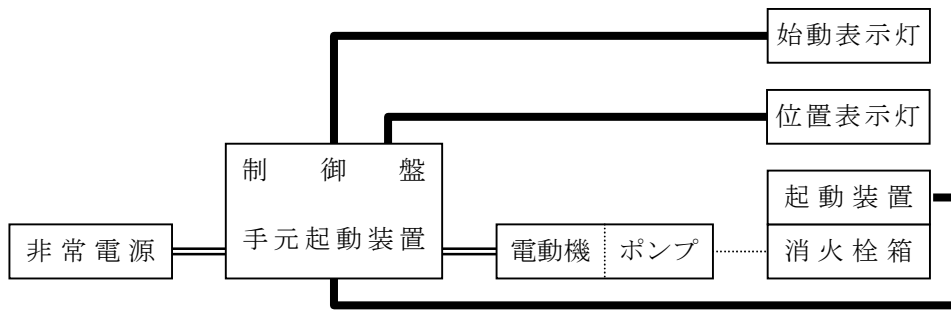 始動表示灯
位置表示灯
制御盤
手元起動装置
起動装置
非常電源
電動機
ポンプ
消火栓箱